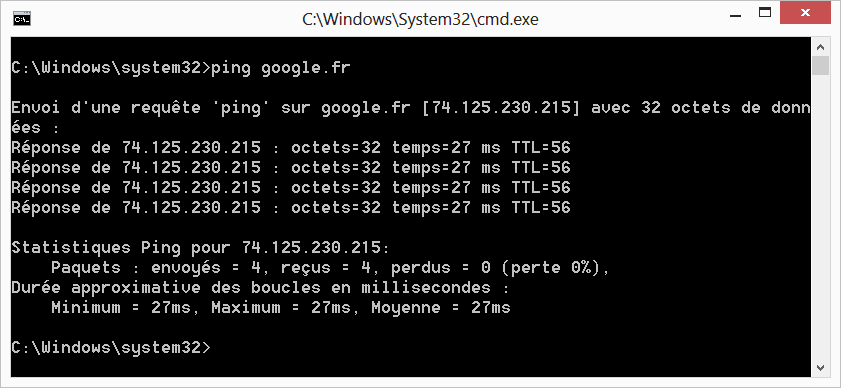 C:\Windows\System32\cmd.exe
C:\Windows\system32>ping google.fr
Envoi d'une requête 'ping' sur google.fr [74.125.230.215] avec 32 octets de donn
ées :
Réponse de 74.125.230.215 : octets=32 temps=27 ms TTL=56
Réponse de 74.125.230.215 : octets=32 temps=27 ms TTL=56
Réponse de 74.125.230.215 : octets=32 temps=27 ms TTL=56
Réponse de 74.125.230.215 : octets=32 temps=27 ms TTL=56
Statistiques Ping pour 74.125.230.215:
    Paquets : envoyés = 4, reçus = 4, perdus = 0 (perte 0%),
Durée approximative des boucles en millisecondes :
    Minimum = 27ms, Maximum = 27ms, Moyenne = 27ms
C:\Windows\system32>